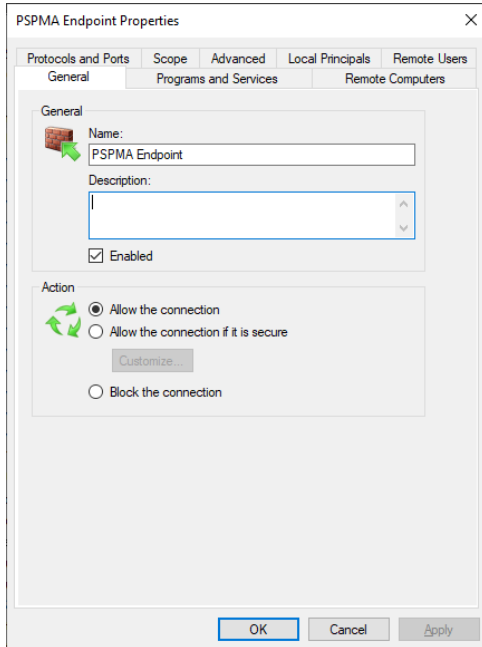 PSPMA Endpoint Properties
Protocols and Ports Scope Advanced Local Principals Remote Users
General Programs and Services Remote Computers
General
Name:
PSPMA Endpoint
Description:
Enabled
Action
Allow the connection
Allow the connection if it is secure
Customize...
Block the connection
OK Cancel Apply